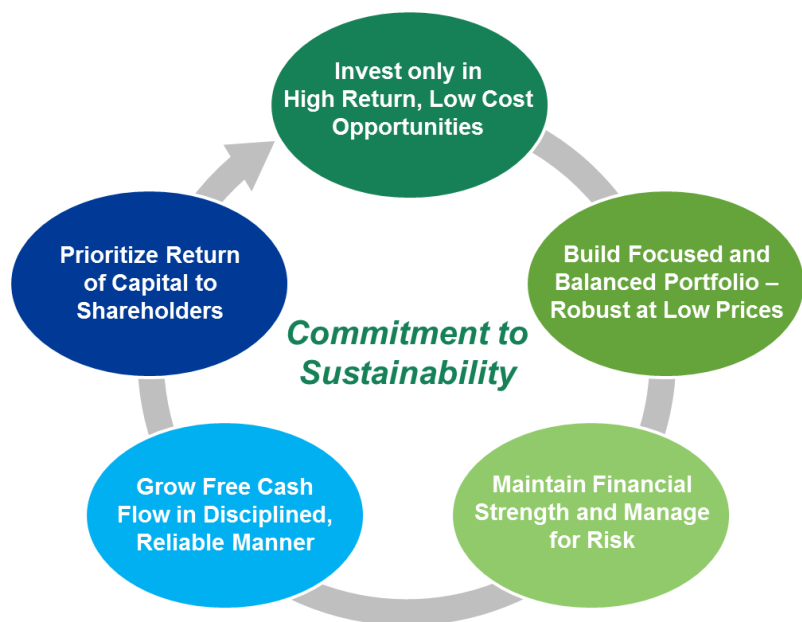 Invest only in
High Return, Low Cost
Opportunities
Build Focused and
Balanced Portfolio –
Robust at Low Prices
Maintain Financial
Strength and Manage
for Risk
Grow Free Cash
Flow in Disciplined,
Reliable Manner
Prioritize Return
of Capital to
Shareholders
Commitment to
Sustainability